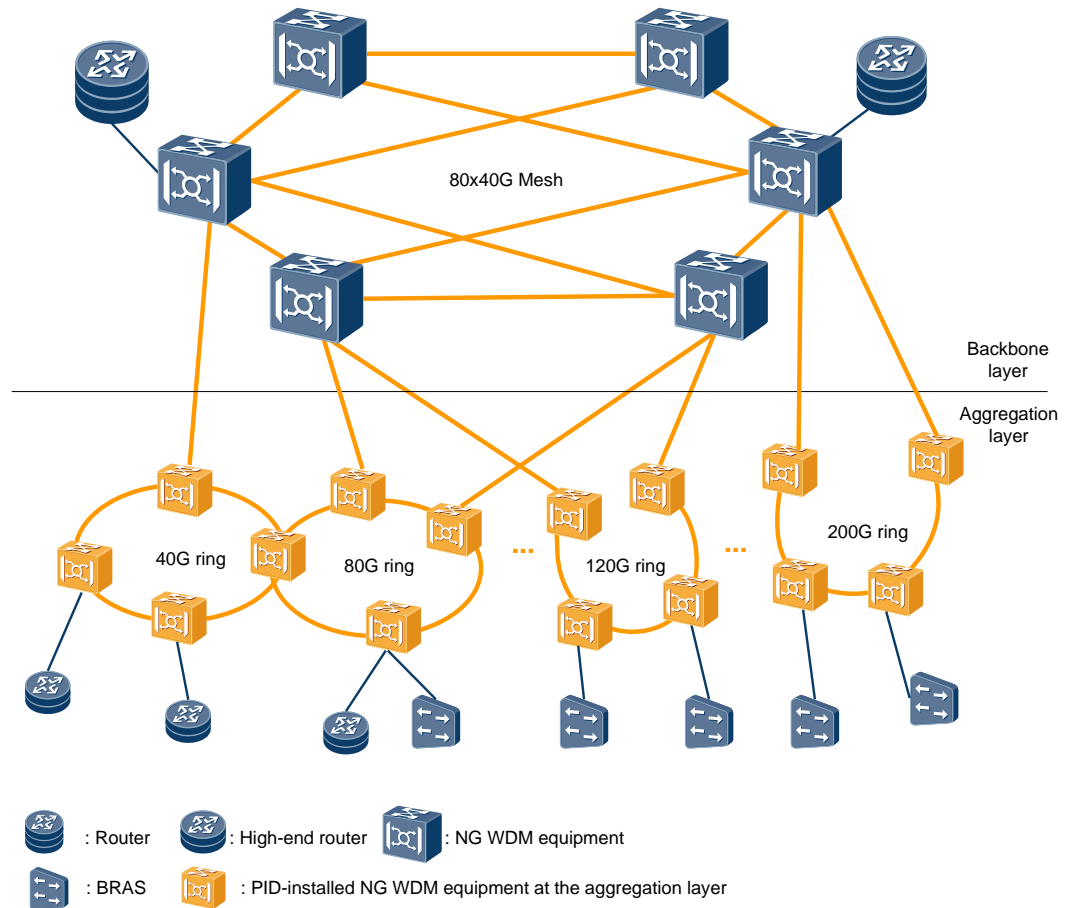 80x40G Mesh
Backbone
layer
Aggregation
layer
40G ring
80G ring
...
120G ring
...
200G ring
: Router
: High-end router
: NG WDM equipment
: BRAS
: PID-installed NG WDM equipment at the aggregation layer